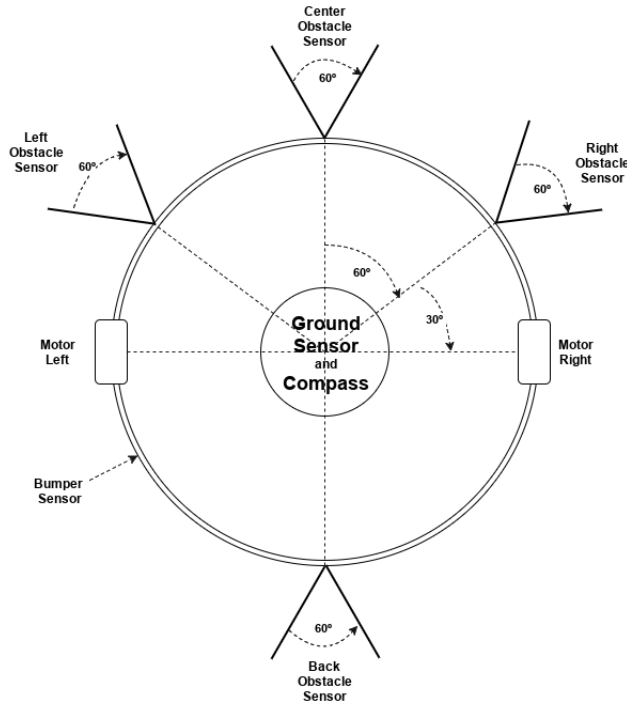 Center
Obstacle
Sensor
60º
Left
Obstacle
Sensor
60º
Right
Obstacle
Sensor
60º
60º
30º
Ground
Sensor
and
Compass
Motor
Left
Motor
Right
Bumper
Sensor
60º
Back
Obstacle
Sensor